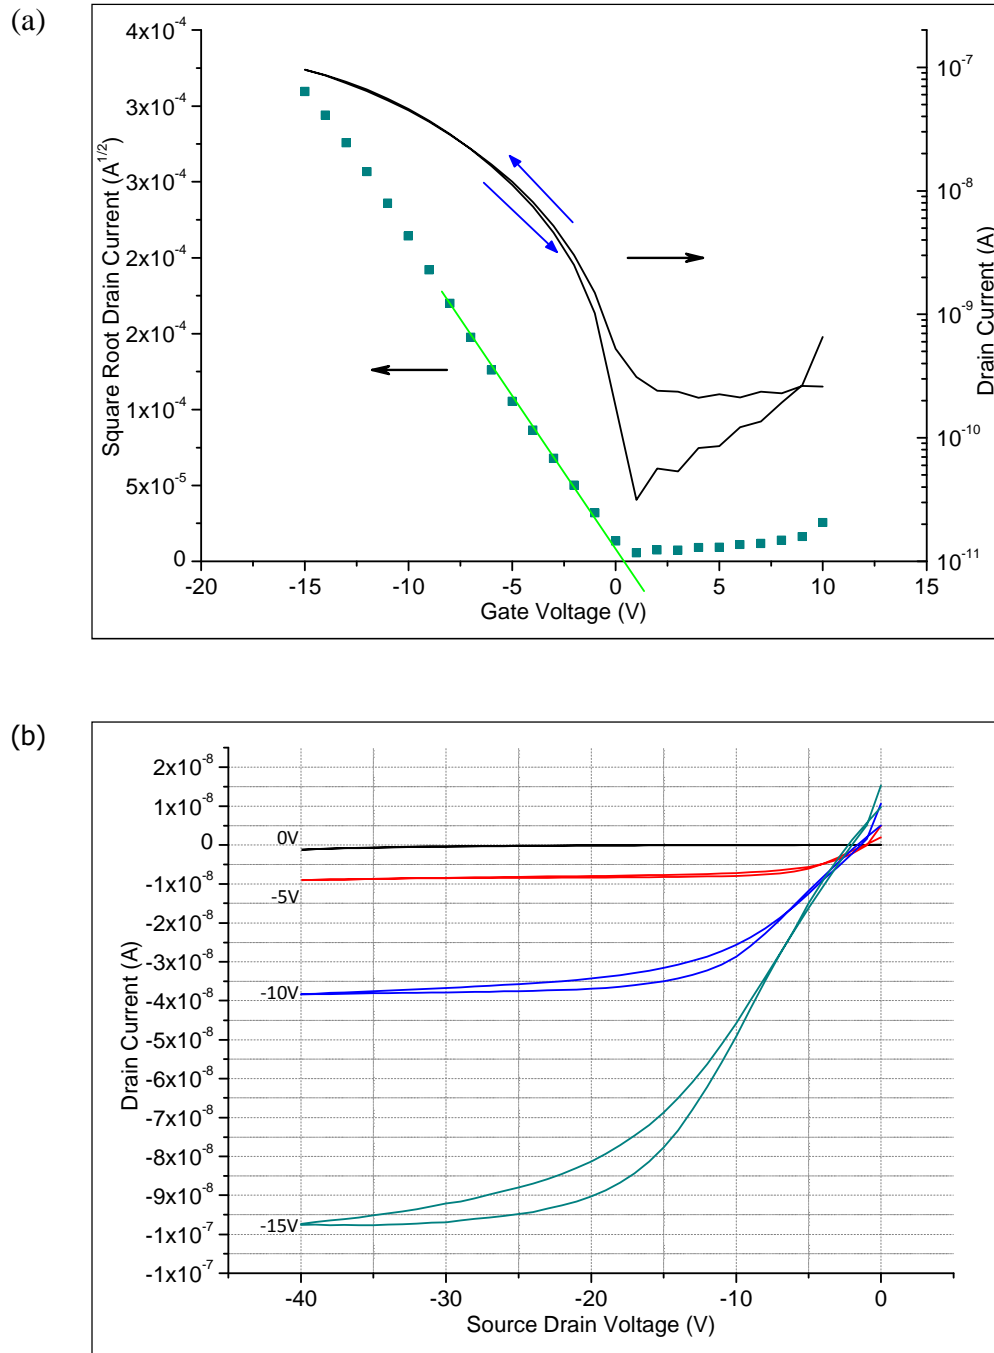 (a)
Square Root Drain Current (A^1/2)
4x10^-4
3x10^-4
3x10^-4
2x10^-4
2x10^-4
1x10^-4
5x10^-5
0
-20 -15 -10 -5 0 5 10 15
Gate Voltage (V)
10^-7
10^-8
10^-9
10^-10
10^-11
Drain Current (A)
(b)
Drain Current (A)
2x10^-8
1x10^-8
0
-1x10^-8
-2x10^-8
-3x10^-8
-4x10^-8
-5x10^-8
-6x10^-8
-7x10^-8
-8x10^-8
-9x10^-8
-1x10^-7
-1x10^-7
0V
-5V
-10V
-15V
-40 -30 -20 -10 0
Source Drain Voltage (V)